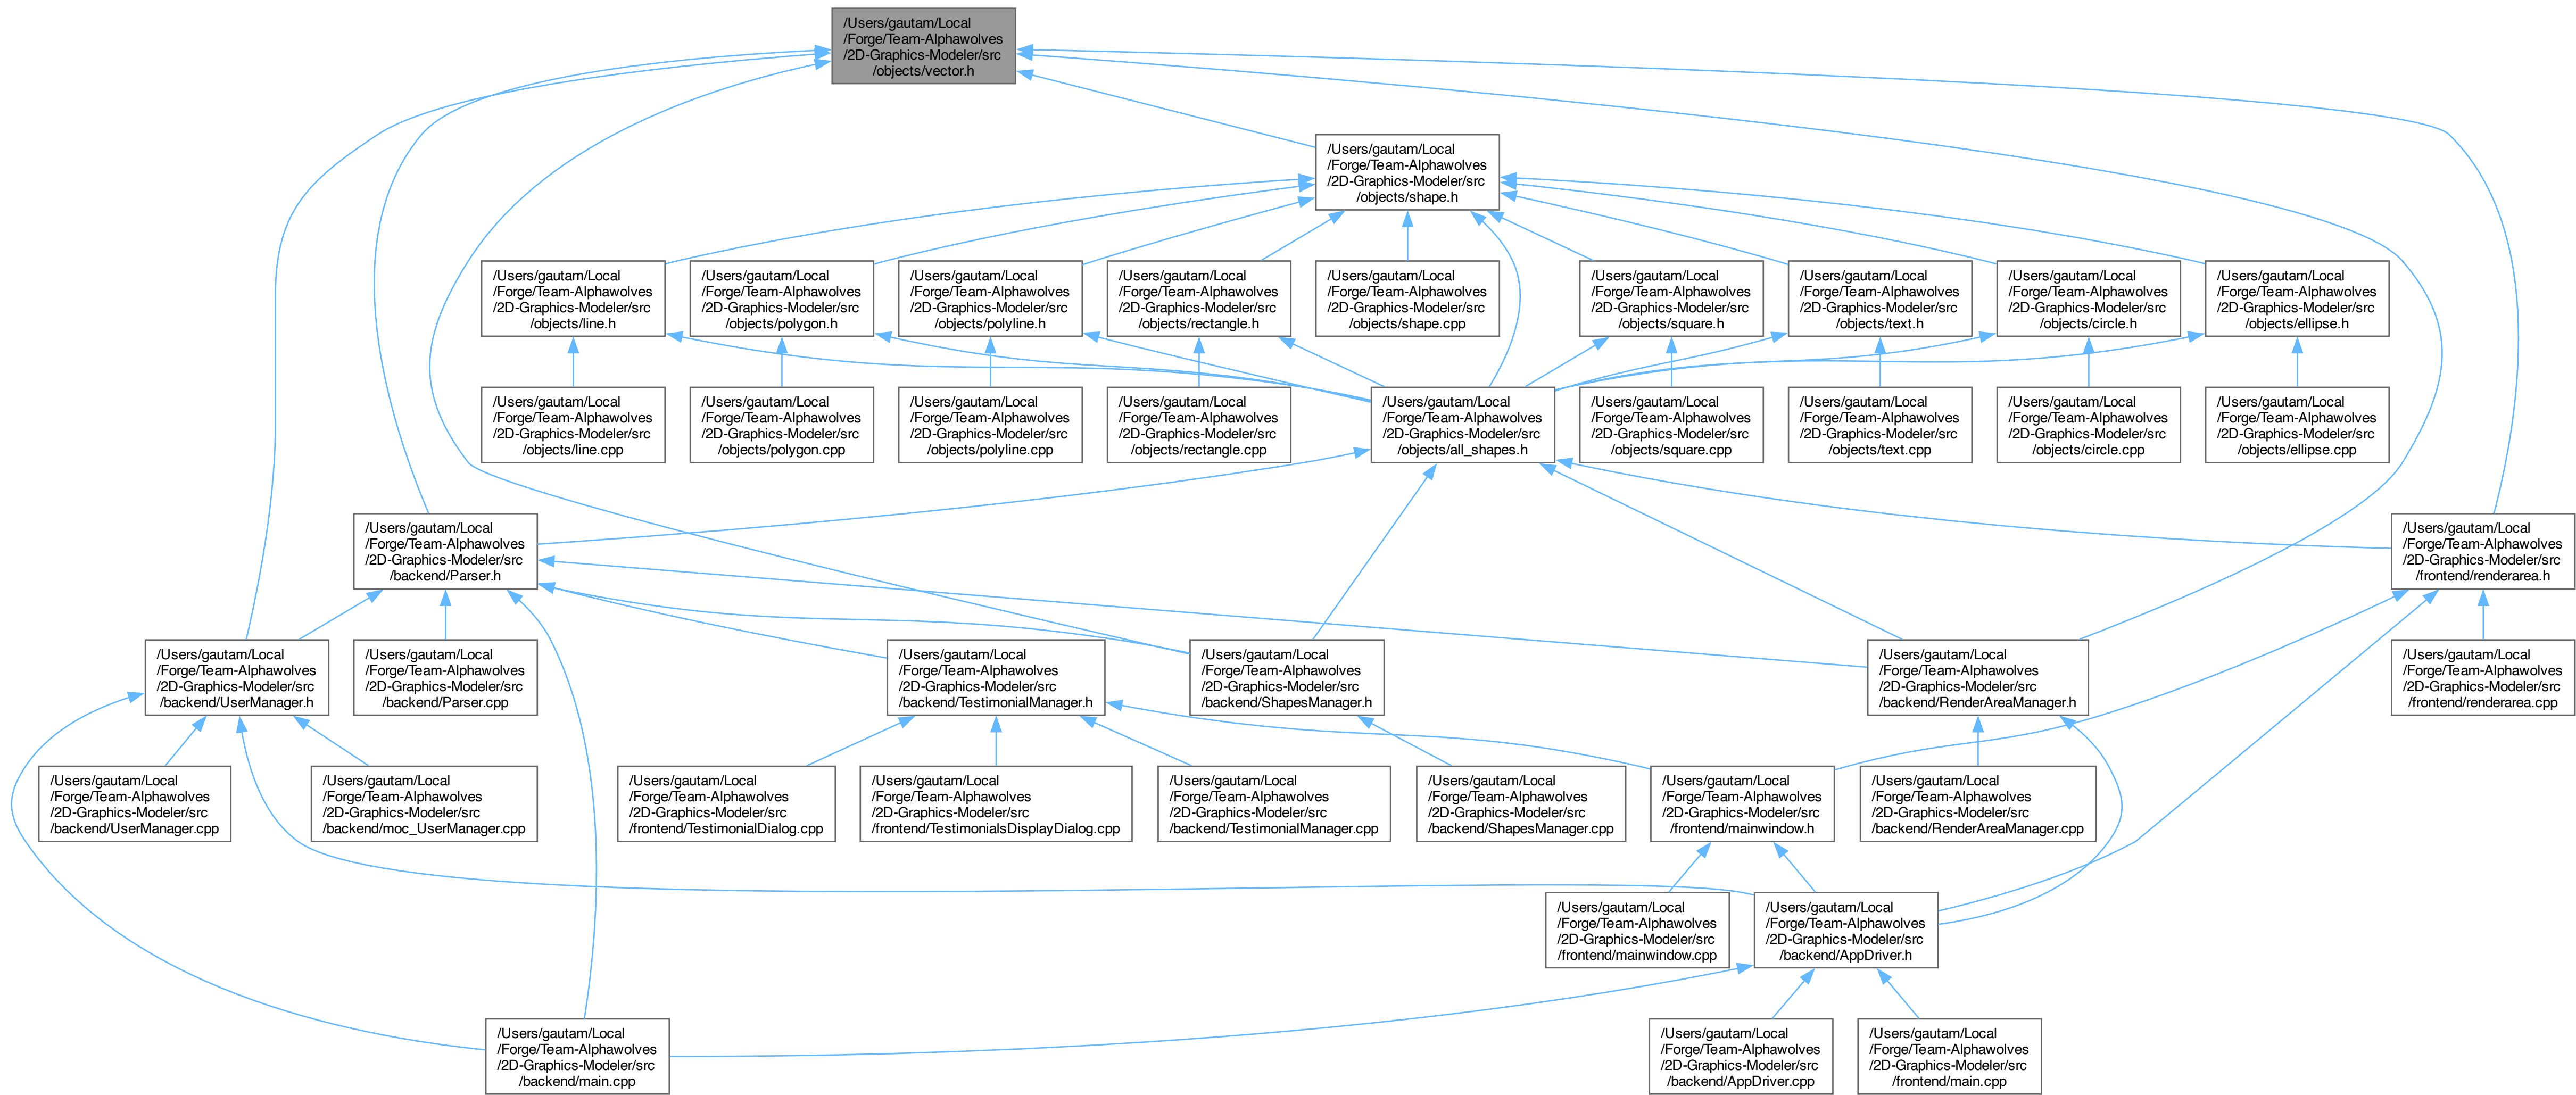 /Users/gautam/Local
/Forge/Team-Alphawolves
/2D-Graphics-Modeler/src
/objects/vector.h
/Users/gautam/Local
/Forge/Team-Alphawolves
/2D-Graphics-Modeler/src
/objects/shape.h
/Users/gautam/Local
/Forge/Team-Alphawolves
/2D-Graphics-Modeler/src
/objects/line.h
/Users/gautam/Local
/Forge/Team-Alphawolves
/2D-Graphics-Modeler/src
/objects/polygon.h
/Users/gautam/Local
/Forge/Team-Alphawolves
/2D-Graphics-Modeler/src
/objects/polyline.h
/Users/gautam/Local
/Forge/Team-Alphawolves
/2D-Graphics-Modeler/src
/objects/rectangle.h
/Users/gautam/Local
/Forge/Team-Alphawolves
/2D-Graphics-Modeler/src
/objects/shape.cpp
/Users/gautam/Local
/Forge/Team-Alphawolves
/2D-Graphics-Modeler/src
/objects/square.h
/Users/gautam/Local
/Forge/Team-Alphawolves
/2D-Graphics-Modeler/src
/objects/text.h
/Users/gautam/Local
/Forge/Team-Alphawolves
/2D-Graphics-Modeler/src
/objects/circle.h
/Users/gautam/Local
/Forge/Team-Alphawolves
/2D-Graphics-Modeler/src
/objects/ellipse.h
/Users/gautam/Local
/Forge/Team-Alphawolves
/2D-Graphics-Modeler/src
/objects/line.cpp
/Users/gautam/Local
/Forge/Team-Alphawolves
/2D-Graphics-Modeler/src
/objects/polygon.cpp
/Users/gautam/Local
/Forge/Team-Alphawolves
/2D-Graphics-Modeler/src
/objects/polyline.cpp
/Users/gautam/Local
/Forge/Team-Alphawolves
/2D-Graphics-Modeler/src
/objects/rectangle.cpp
/Users/gautam/Local
/Forge/Team-Alphawolves
/2D-Graphics-Modeler/src
/objects/all_shapes.h
/Users/gautam/Local
/Forge/Team-Alphawolves
/2D-Graphics-Modeler/src
/objects/square.cpp
/Users/gautam/Local
/Forge/Team-Alphawolves
/2D-Graphics-Modeler/src
/objects/text.cpp
/Users/gautam/Local
/Forge/Team-Alphawolves
/2D-Graphics-Modeler/src
/objects/circle.cpp
/Users/gautam/Local
/Forge/Team-Alphawolves
/2D-Graphics-Modeler/src
/objects/ellipse.cpp
/Users/gautam/Local
/Forge/Team-Alphawolves
/2D-Graphics-Modeler/src
/backend/Parser.h
/Users/gautam/Local
/Forge/Team-Alphawolves
/2D-Graphics-Modeler/src
/frontend/renderarea.h
/Users/gautam/Local
/Forge/Team-Alphawolves
/2D-Graphics-Modeler/src
/backend/UserManager.h
/Users/gautam/Local
/Forge/Team-Alphawolves
/2D-Graphics-Modeler/src
/backend/Parser.cpp
/Users/gautam/Local
/Forge/Team-Alphawolves
/2D-Graphics-Modeler/src
/backend/TestimonialManager.h
/Users/gautam/Local
/Forge/Team-Alphawolves
/2D-Graphics-Modeler/src
/backend/ShapesManager.h
/Users/gautam/Local
/Forge/Team-Alphawolves
/2D-Graphics-Modeler/src
/backend/RenderAreaManager.h
/Users/gautam/Local
/Forge/Team-Alphawolves
/2D-Graphics-Modeler/src
/frontend/renderarea.cpp
/Users/gautam/Local
/Forge/Team-Alphawolves
/2D-Graphics-Modeler/src
/backend/UserManager.cpp
/Users/gautam/Local
/Forge/Team-Alphawolves
/2D-Graphics-Modeler/src
/backend/moc_UserManager.cpp
/Users/gautam/Local
/Forge/Team-Alphawolves
/2D-Graphics-Modeler/src
/frontend/TestimonialDialog.cpp
/Users/gautam/Local
/Forge/Team-Alphawolves
/2D-Graphics-Modeler/src
/frontend/TestimonialsDisplayDialog.cpp
/Users/gautam/Local
/Forge/Team-Alphawolves
/2D-Graphics-Modeler/src
/backend/TestimonialManager.cpp
/Users/gautam/Local
/Forge/Team-Alphawolves
/2D-Graphics-Modeler/src
/backend/ShapesManager.cpp
/Users/gautam/Local
/Forge/Team-Alphawolves
/2D-Graphics-Modeler/src
/frontend/mainwindow.h
/Users/gautam/Local
/Forge/Team-Alphawolves
/2D-Graphics-Modeler/src
/backend/RenderAreaManager.cpp
/Users/gautam/Local
/Forge/Team-Alphawolves
/2D-Graphics-Modeler/src
/frontend/mainwindow.cpp
/Users/gautam/Local
/Forge/Team-Alphawolves
/2D-Graphics-Modeler/src
/backend/AppDriver.h
/Users/gautam/Local
/Forge/Team-Alphawolves
/2D-Graphics-Modeler/src
/backend/main.cpp
/Users/gautam/Local
/Forge/Team-Alphawolves
/2D-Graphics-Modeler/src
/backend/AppDriver.cpp
/Users/gautam/Local
/Forge/Team-Alphawolves
/2D-Graphics-Modeler/src
/frontend/main.cpp